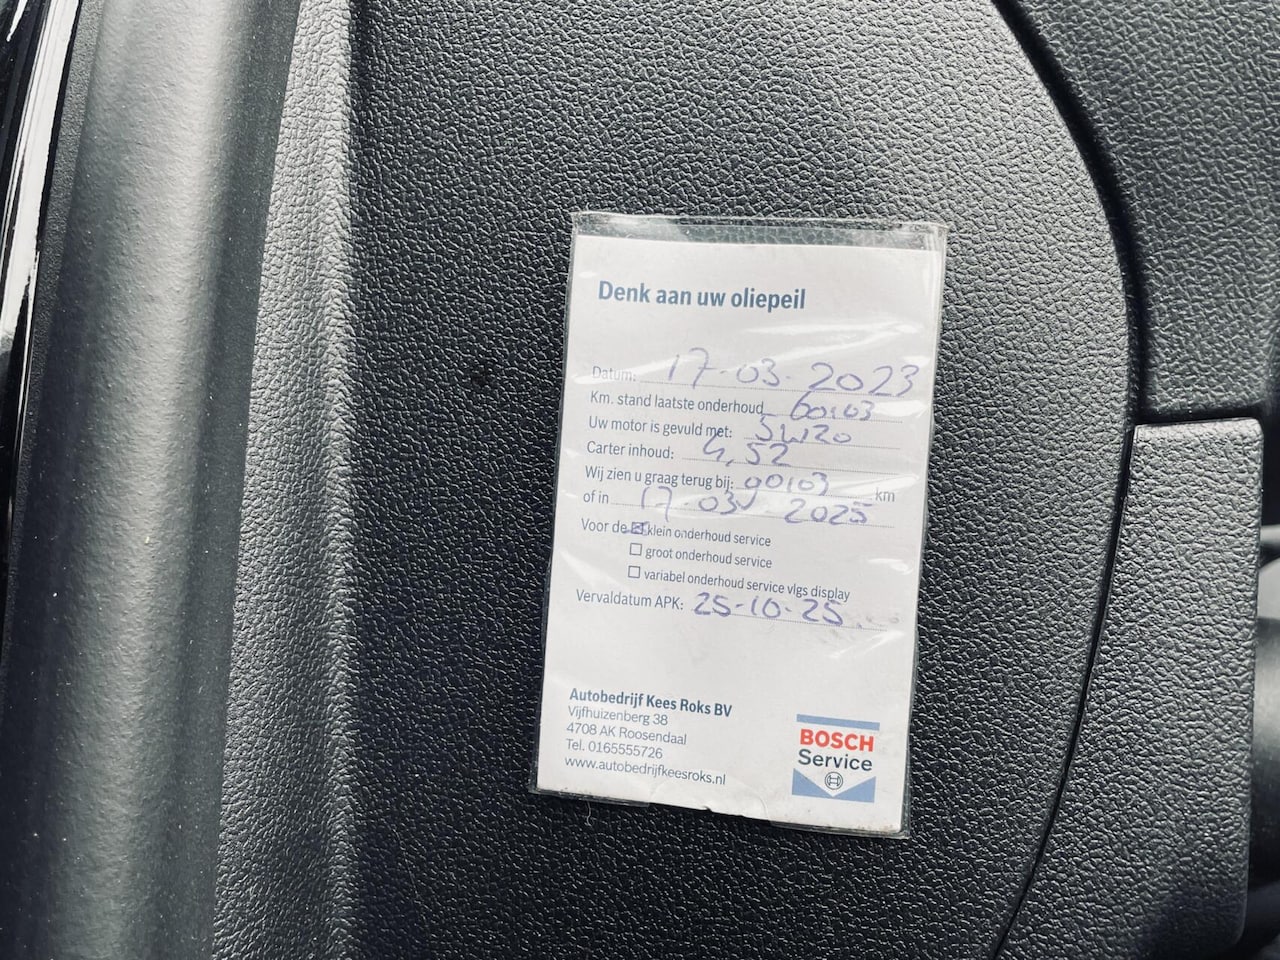 Denk aan uw oliepeil
Datum: 17-03-2023
Km. stand laatste onderhoud 60103
Uw motor is gevuld met: 5W20
Carter inhoud: 4,52
Wij zien u graag terug bij: 90103 km
of in 17 03 2025
Voor de ☒ klein onderhoud service
☐ groot onderhoud service
☐ variabel onderhoud service vlgs display
Vervaldatum APK: 25-10-25
Autobedrijf Kees Roks BV
Vijfhuizenberg 38
4708 AK Roosendaal
Tel. 0165555726
www.autobedrijfkeesroks.nl
BOSCH
Service